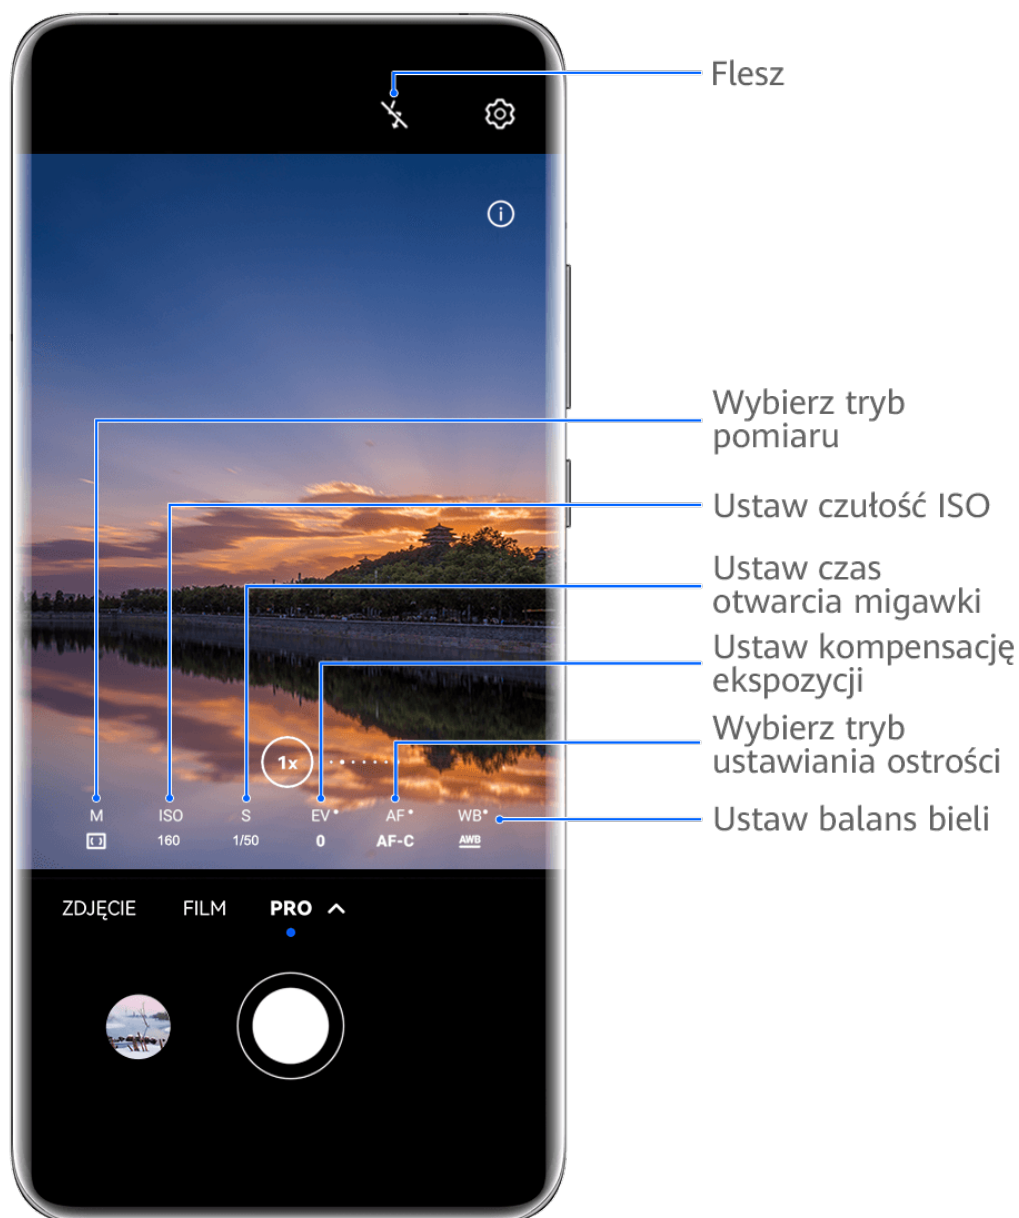 Flesz
Wybierz tryb
pomiaru
Ustaw czułość ISO
Ustaw czas
otwarcia migawki
Ustaw kompensację
ekspozycji
Wybierz tryb
ustawiania ostrości
Ustaw balans bieli
1x
M ISO S EV AF WB
160 1/50 0 AF-C AWB
ZDJĘCIE FILM PRO